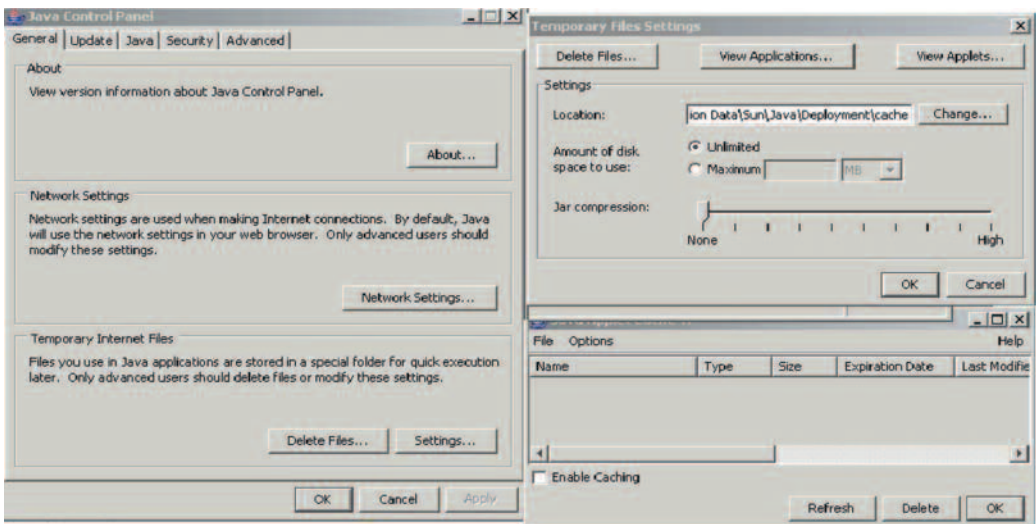 Java Control Panel
General Update Java Security Advanced
About
View version information about Java Control Panel.
About...
Network Settings
Network settings are used when making Internet connections. By default, Java
will use the network settings in your web browser. Only advanced users should
modify these settings.
Network Settings...
Temporary Internet Files
Files you use in Java applications are stored in a special folder for quick execution
later. Only advanced users should delete files or modify these settings.
Delete Files... Settings...
OK Cancel Apply
Temporary Files Settings
Delete Files... View Applications... View Applets...
Settings
Location: ion Data\Sun\Java\Deployment\cache Change...
Amount of disk
space to use:
Unlimited
Maximum MB
Jar compression:
None High
OK Cancel
Java Applet Cache
File Options Help
Name Type Size Expiration Date Last Modifie
Enable Caching
Refresh Delete OK